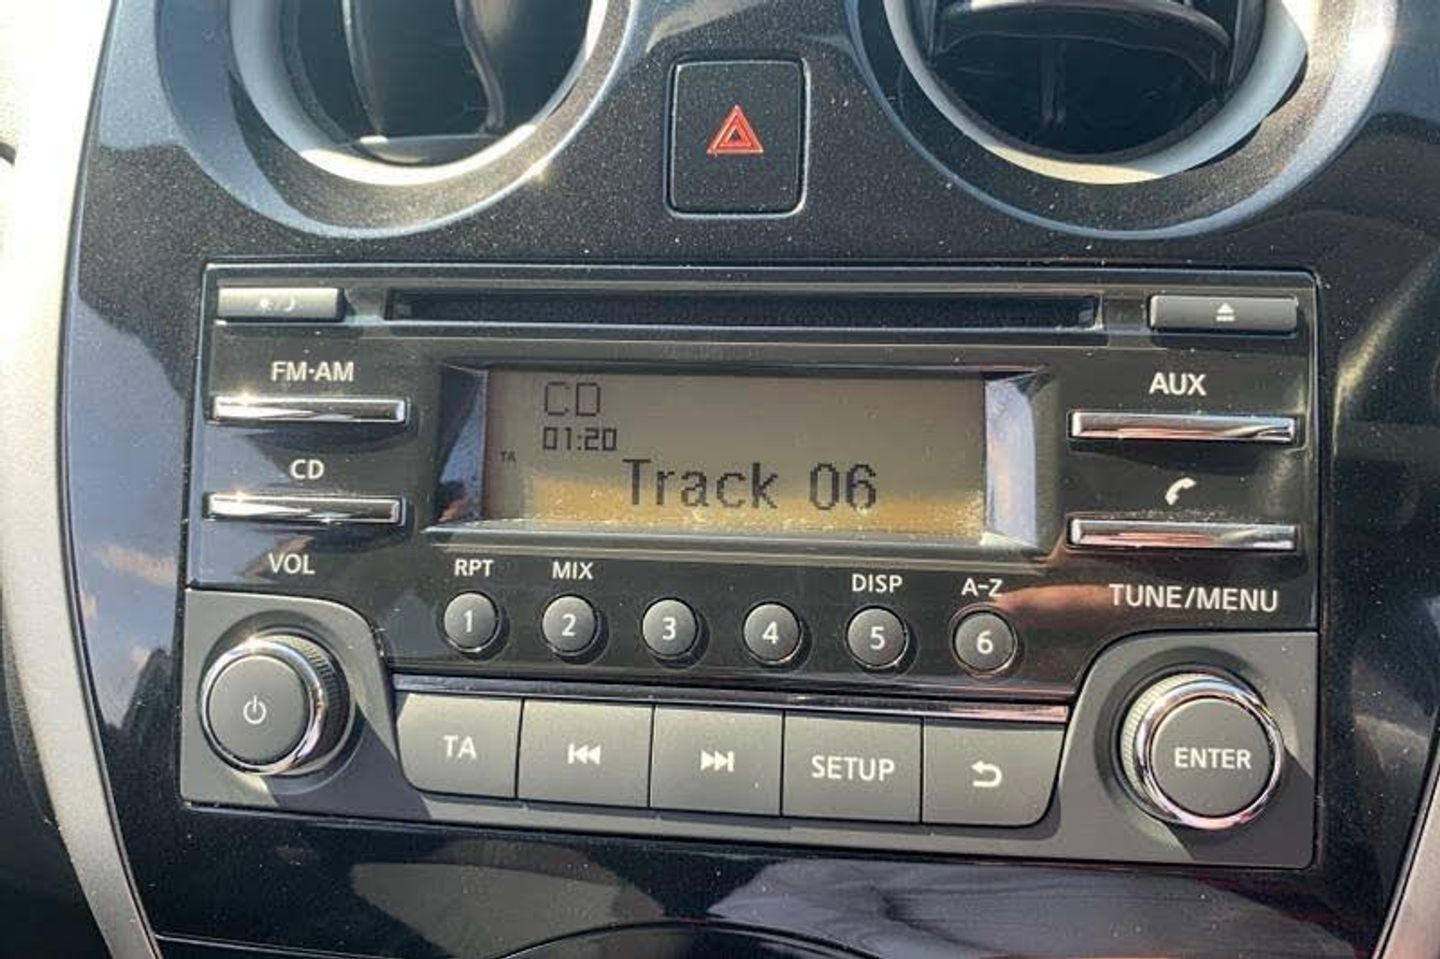 FM·AM
CD
VOL
CD
01:20
TA
Track 06
AUX
TUNE/MENU
RPT MIX DISP A-Z
1 2 3 4 5 6
TA SETUP
ENTER